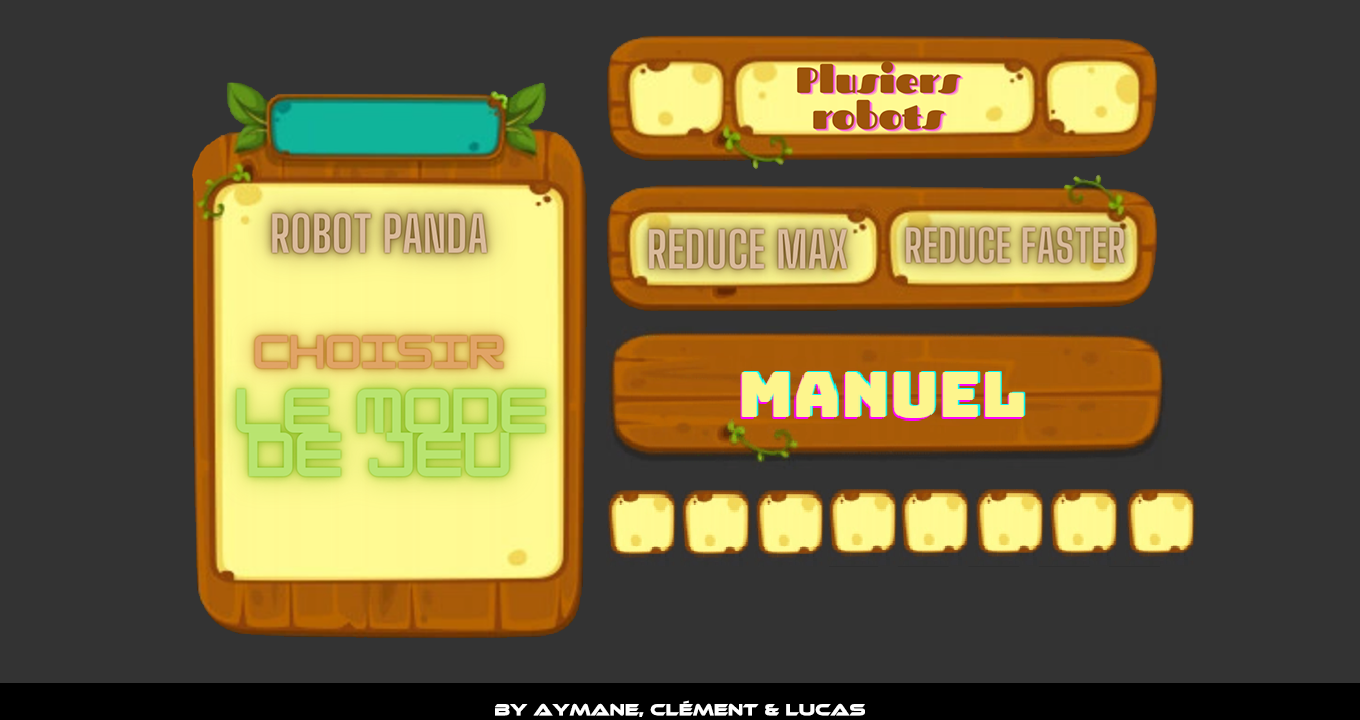 ROBOT PANDA
CHOISIR
LE MODE
DE JEU
Plusiers
robots
REDUCE MAX
REDUCE FASTER
MANUEL
BY AYMANE, CLÉMENT & LUCAS